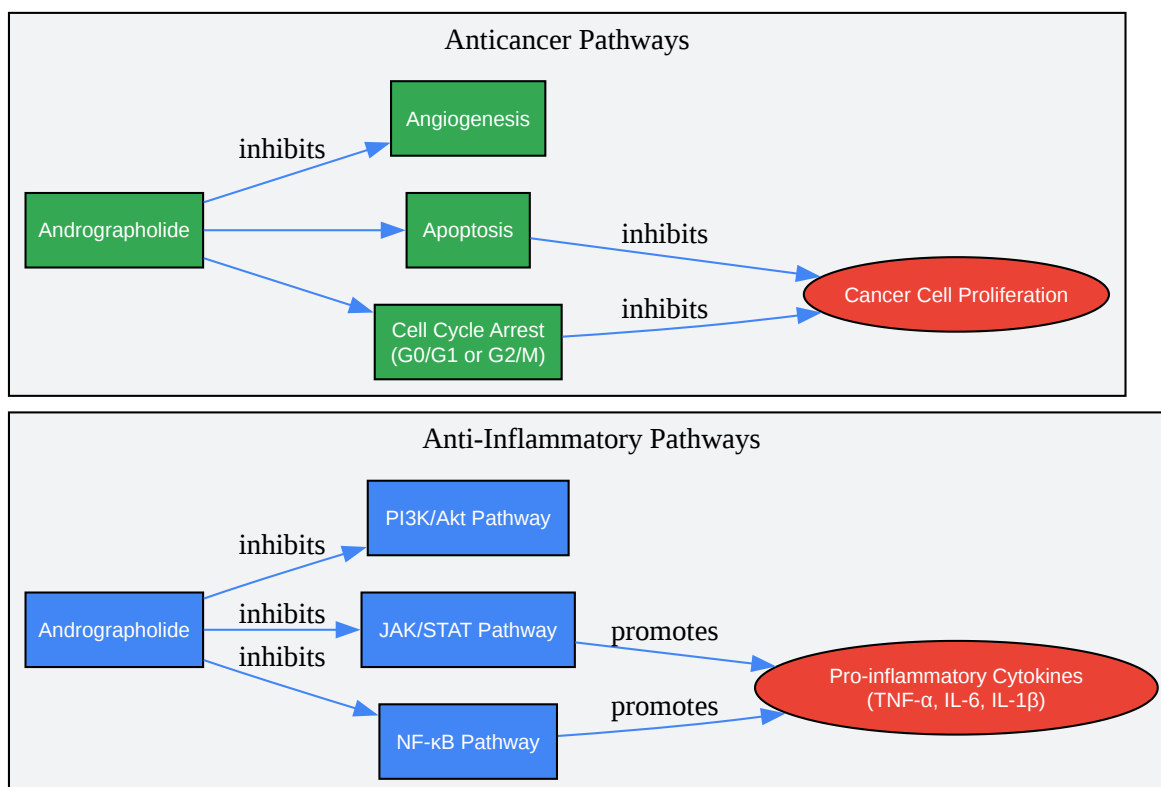 Anticancer Pathways
Angiogenesis
inhibits
Andrographolide
Apoptosis
inhibits
Cancer Cell Proliferation
inhibits
Cell Cycle Arrest
(G0/G1 or G2/M)
Anti-Inflammatory Pathways
PI3K/Akt Pathway
inhibits
Andrographolide
inhibits
JAK/STAT Pathway
promotes
inhibits
Pro-inflammatory Cytokines
(TNF-α, IL-6, IL-1β)
promotes
NF-κB Pathway